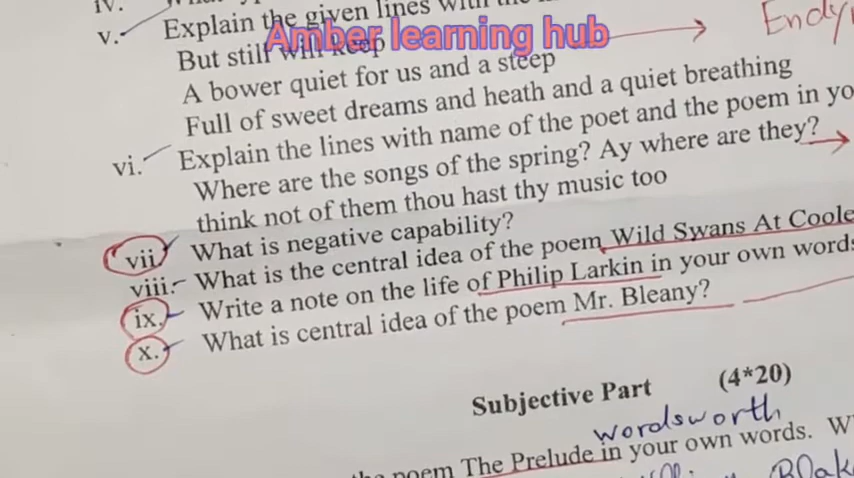 iv.
v. Explain the given lines with the
Amber learning hub
But still will keep
Endy
A bower quiet for us and a steep
Full of sweet dreams and heath and a quiet breathing
vi. Explain the lines with name of the poet and the poem in yo
Where are the songs of the spring? Ay where are they?
think not of them thou hast thy music too
vii. What is negative capability?
viii. What is the central idea of the poem Wild Swans At Coole
ix. Write a note on the life of Philip Larkin in your own words
x. What is central idea of the poem Mr. Bleany?
Subjective Part (4*20)
wordsworth
poem The Prelude in your own words. W
Blak